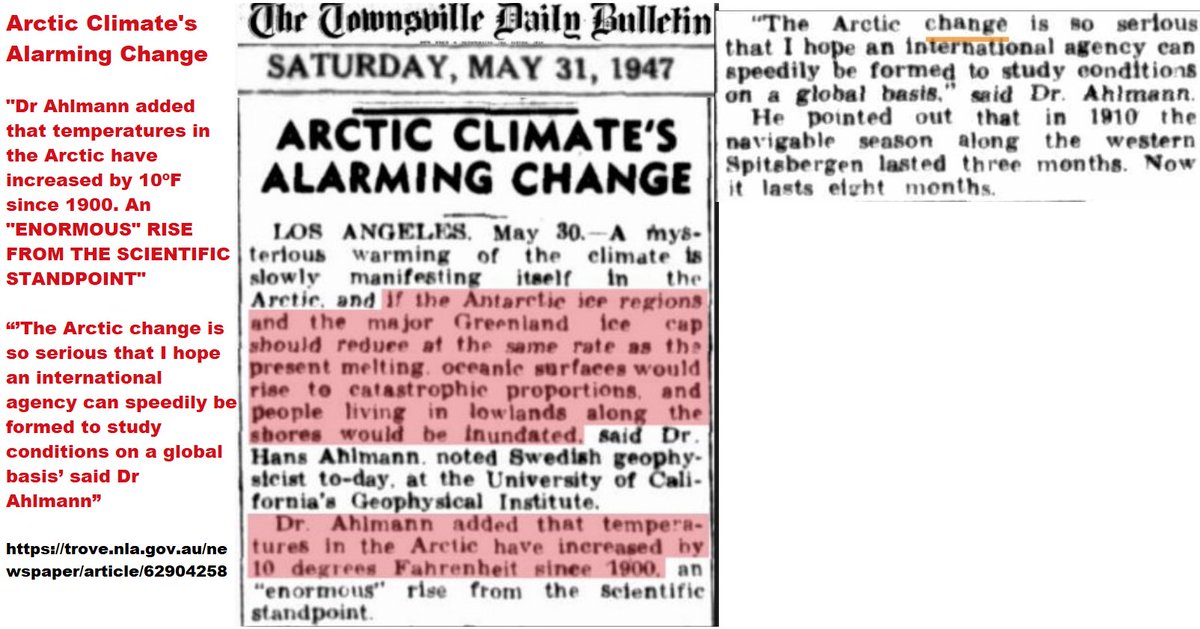 Arctic Climate's
Alarming Change
"Dr Ahlmann added
that temperatures in
the Arctic have
increased by 10ºF
since 1900. An
"ENORMOUS" RISE
FROM THE SCIENTIFIC
STANDPOINT"
“’The Arctic change is
so serious that I hope
an international
agency can speedily be
formed to study
conditions on a global
basis’ said Dr
Ahlmann”
https://trove.nla.gov.au/ne
wspaper/article/62904258
The Townsville Daily Bulletin
SATURDAY, MAY 31, 1947
ARCTIC CLIMATE'S
ALARMING CHANGE
LOS ANGELES, May 30.—A mys-
terious warming of the climate is
slowly manifesting itself in the
Arctic, and if the Antarctic ice regions
and the major Greenland ice cap
should reduce at the same rate as the
present melting, oceanic surfaces would
rise to catastrophic proportions, and
people living in lowlands along the
shores would be inundated, said Dr.
Hans Ahlmann, noted Swedish geophy-
sicist to-day, at the University of Cali-
fornia's Geophysical Institute.
Dr. Ahlmann added that tempera-
tures in the Arctic have increased by
10 degrees Fahrenheit since 1900, an
"enormous" rise from the scientific
standpoint.
"The Arctic change is so serious
that I hope an international agency can
speedily be formed to study conditions
on a global basis," said Dr. Ahlmann.
He pointed out that in 1910 the
navigable season along the western
Spitsbergen lasted three months. Now
it lasts eight months.